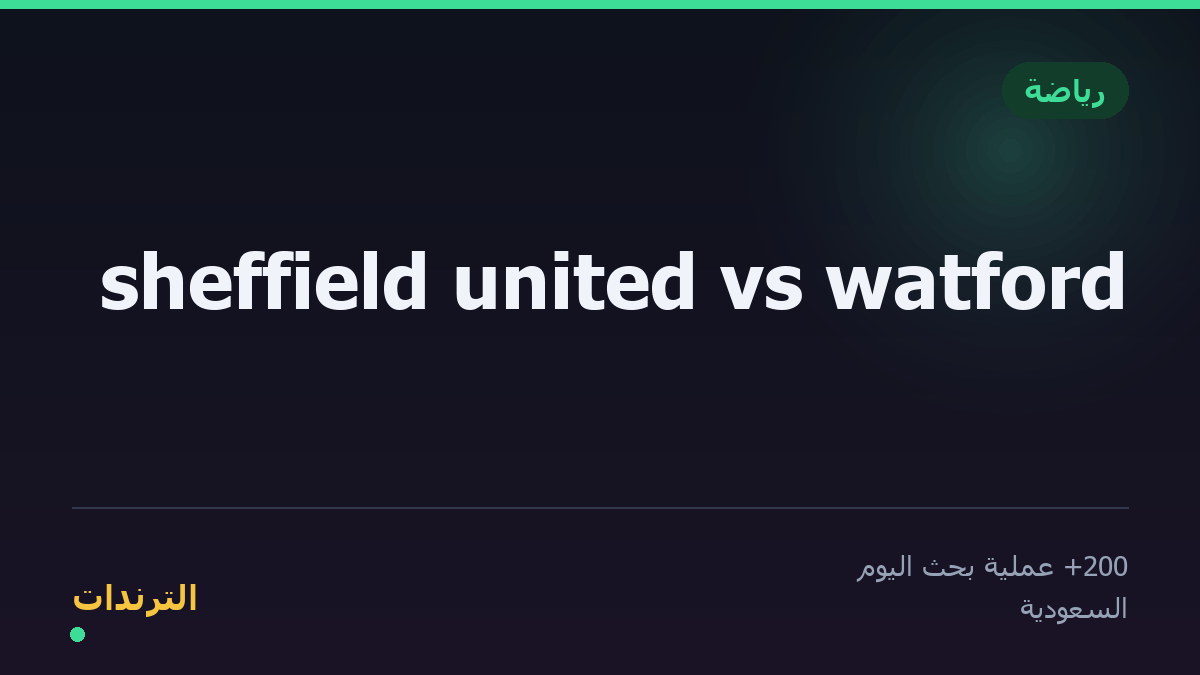 رياضة
sheffield united vs watford
200+ عملية بحث اليوم
السعودية
الترندات